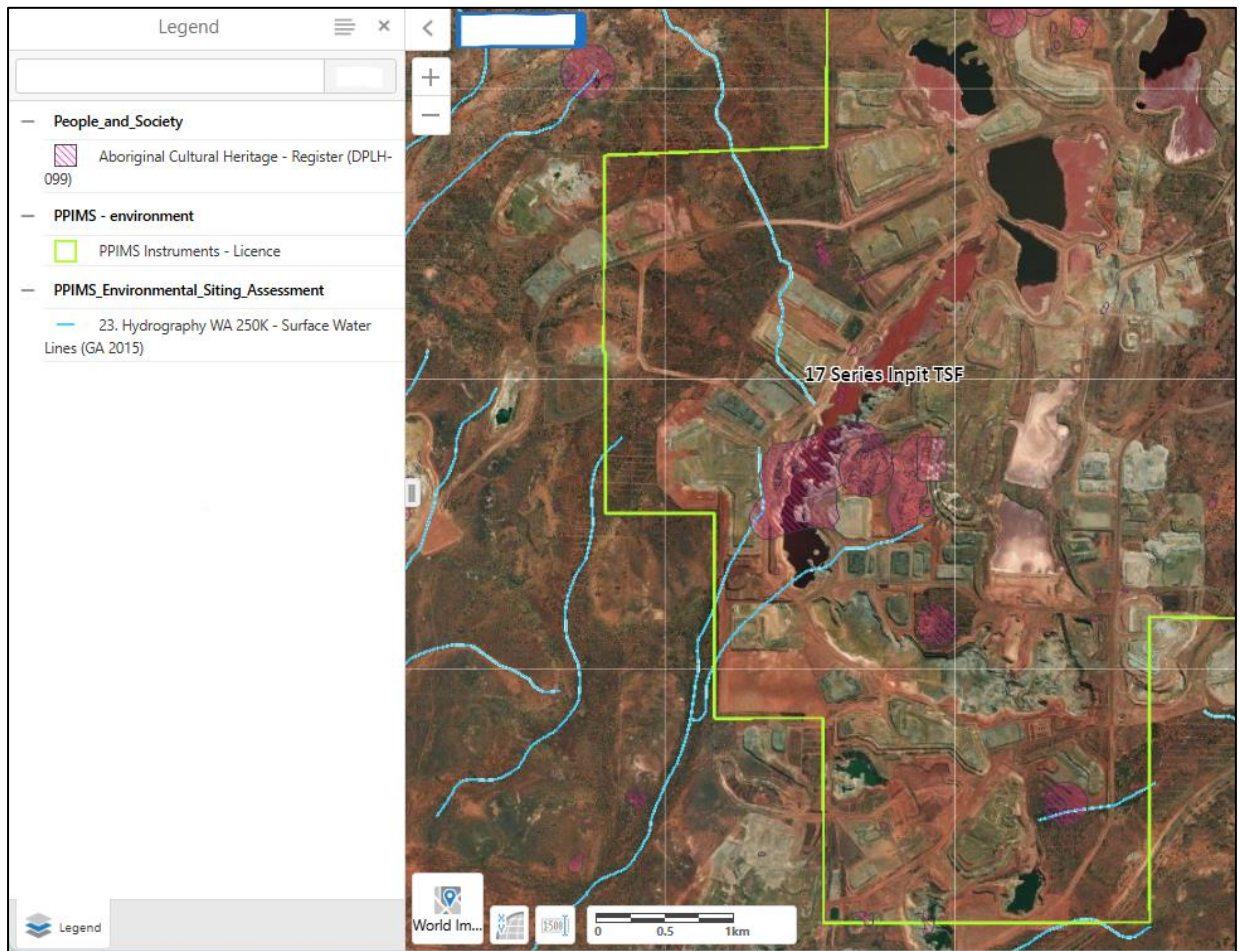 Legend
People_and_Society
Aboriginal Cultural Heritage - Register (DPLH-
099)
PPIMS - environment
PPIMS Instruments - Licence
PPIMS_Environmental_Siting_Assessment
23. Hydrography WA 250K - Surface Water
Lines (GA 2015)
Legend
17 Series Inpit TSF
World Im...
1500
0 0.5 1km